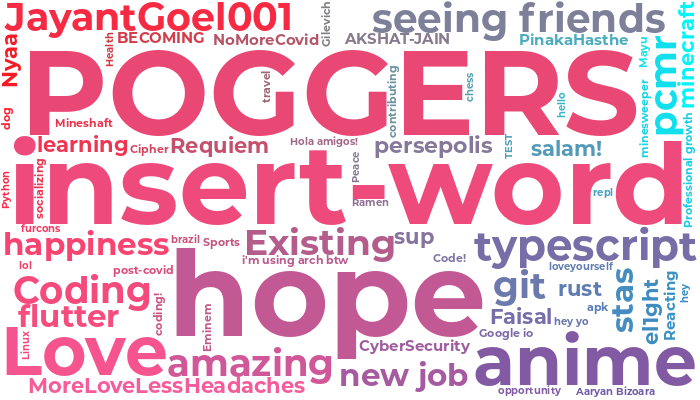 JayantGoel001
seeing friends
Nyaa
Health
BECOMING
NoMoreCovid
Gilevich
AKSHAT-JAIN
PinakaHasthe
Mayu
pcmr
minecraft
POGGERS
travel
contributing
chess
hello
minesweeper
Professional growth
dog
Mineshaft
learning
Cipher
Requiem
Hola amigos!
persepolis
TEST
salam!
Python
socializing
insert-word
Peace
Ramen
repl
furcons
happiness
brazil
Sports
Existing
sup
i'm using arch btw
Code!
typescript
loveyourself
lol
post-covid
hope
git
rust
stas
el1ght
Reacting
hey
Coding
coding!
flutter
Eminem
apk
Faisal
hey yo
Google io
Linux
Love
amazing
CyberSecurity
new job
anime
MoreLoveLessHeadaches
opportunity
Aaryan Bizoara